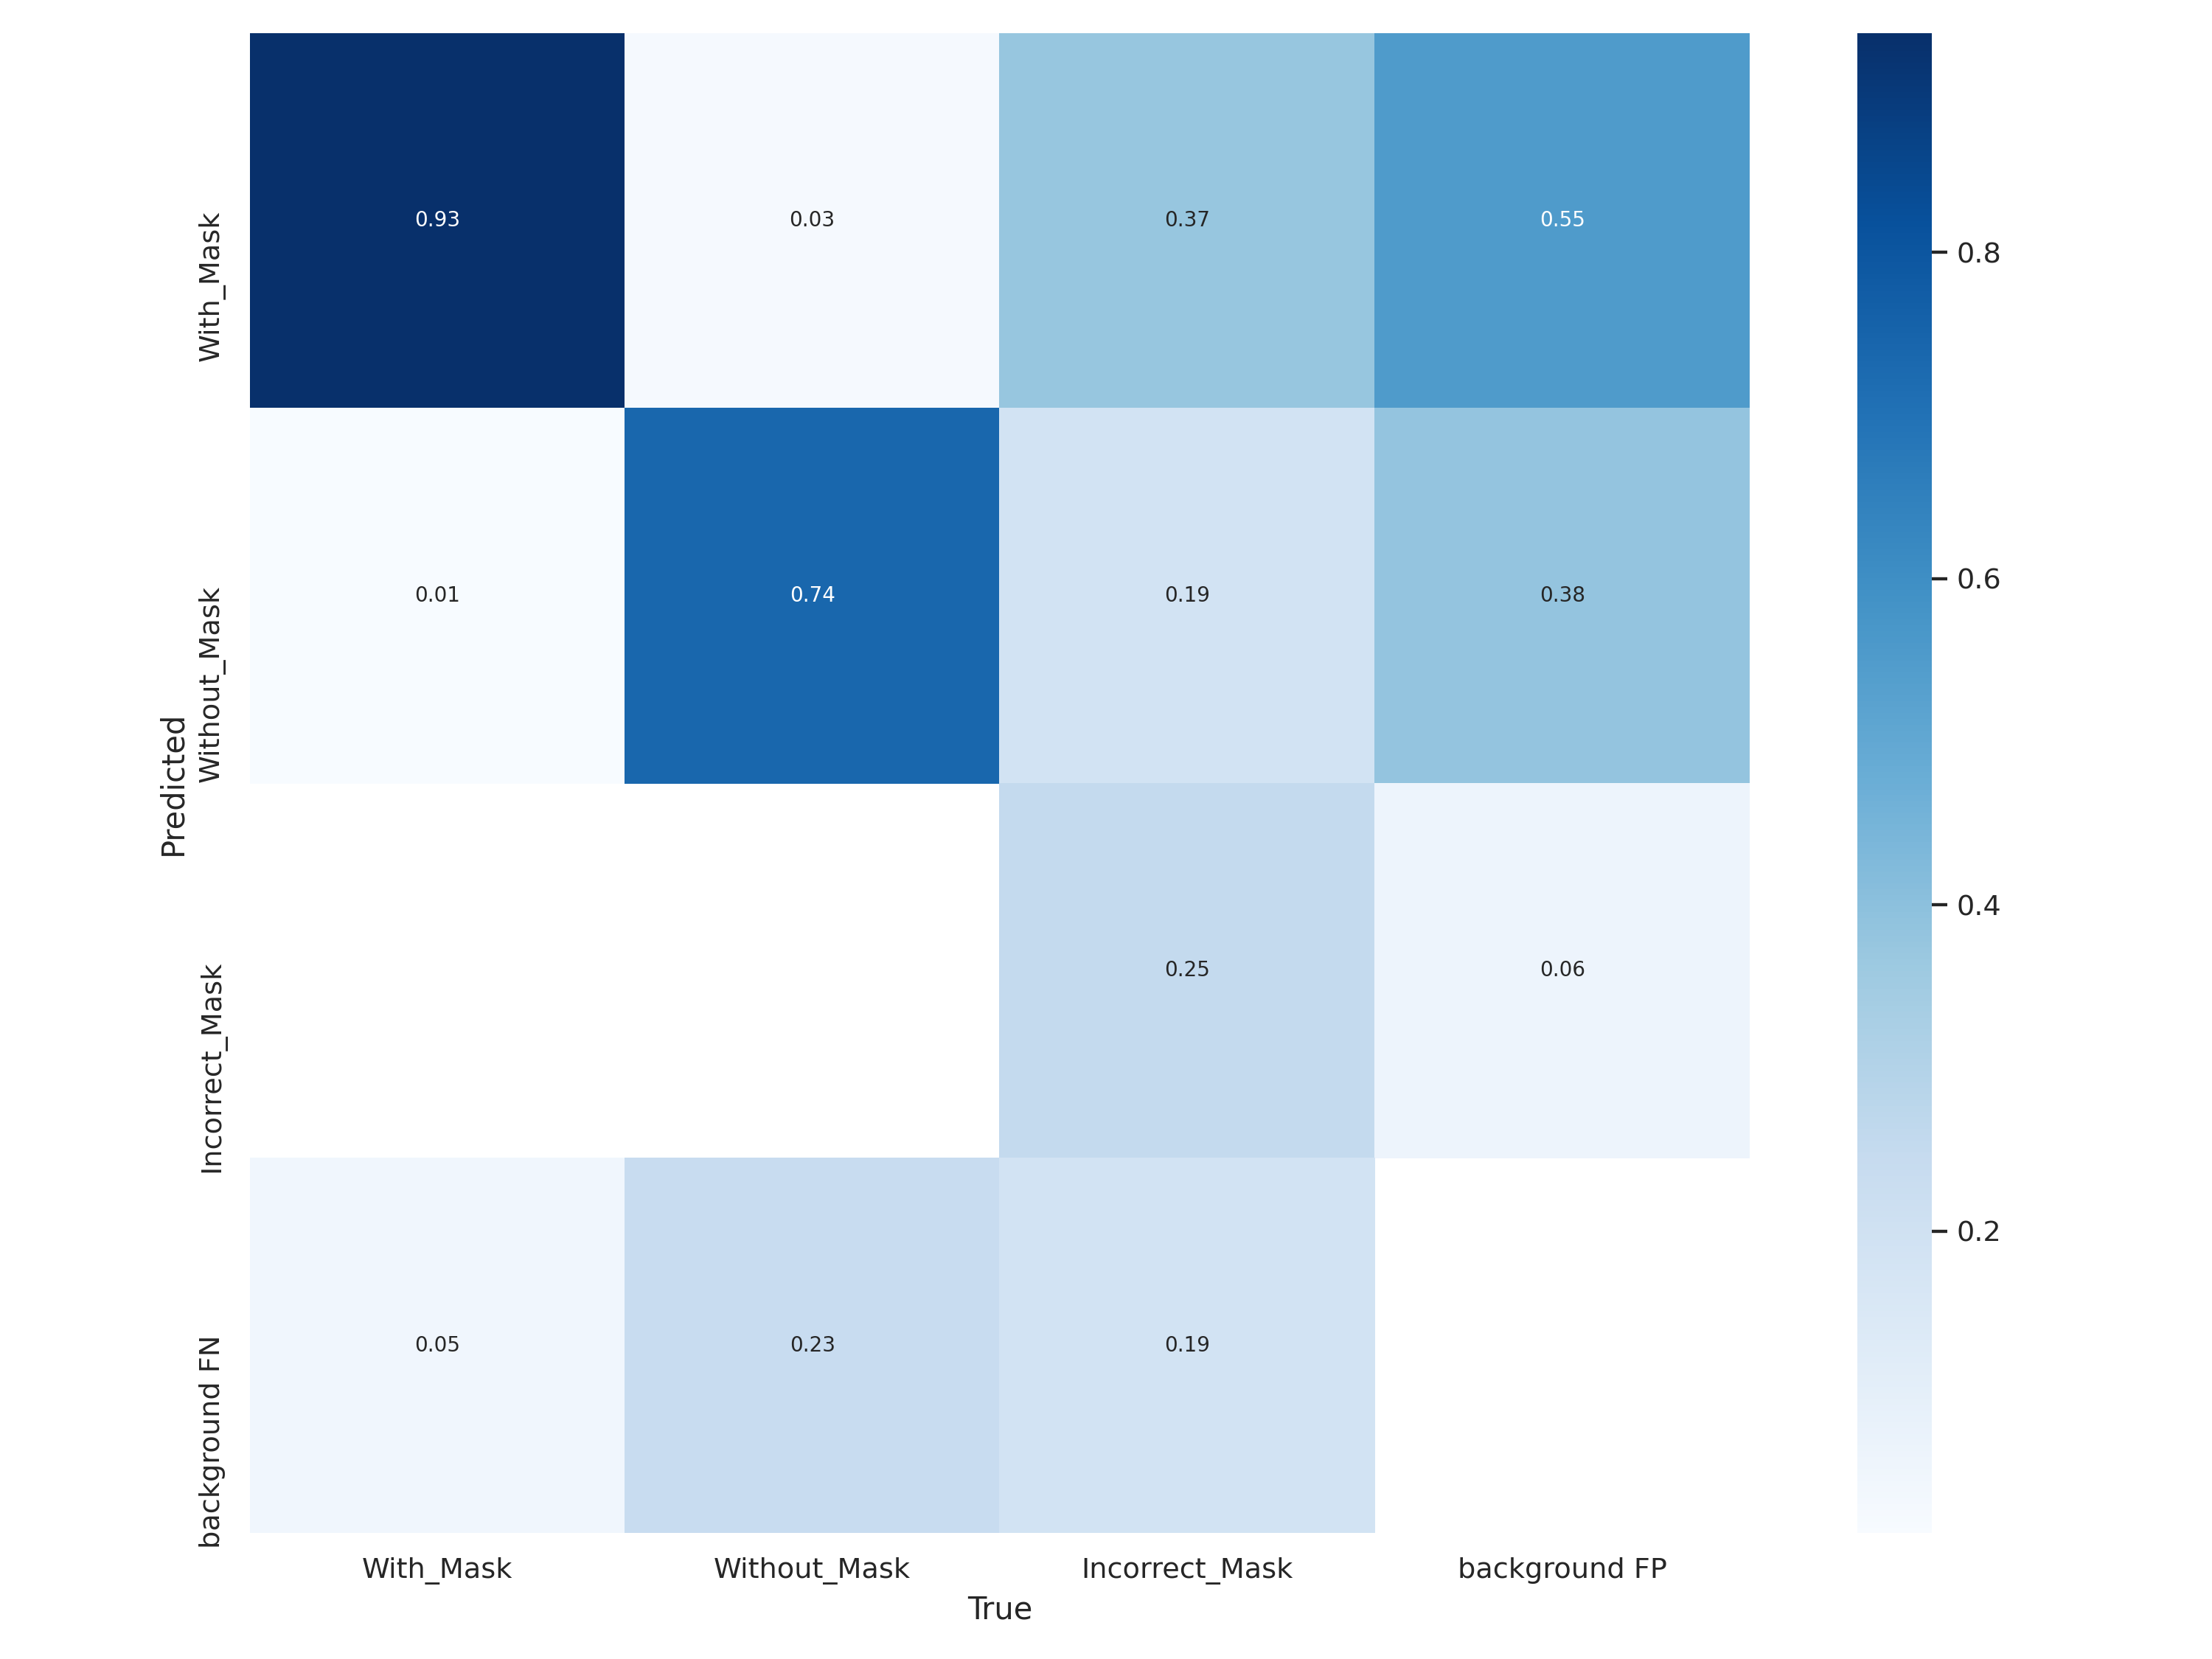 Predicted
With_Mask
0.93 0.03 0.37 0.55
Without_Mask
0.01 0.74 0.19 0.38
Incorrect_Mask
0.25 0.06
background FN
0.05 0.23 0.19
With_Mask Without_Mask Incorrect_Mask background FP
True
0.8
0.6
0.4
0.2